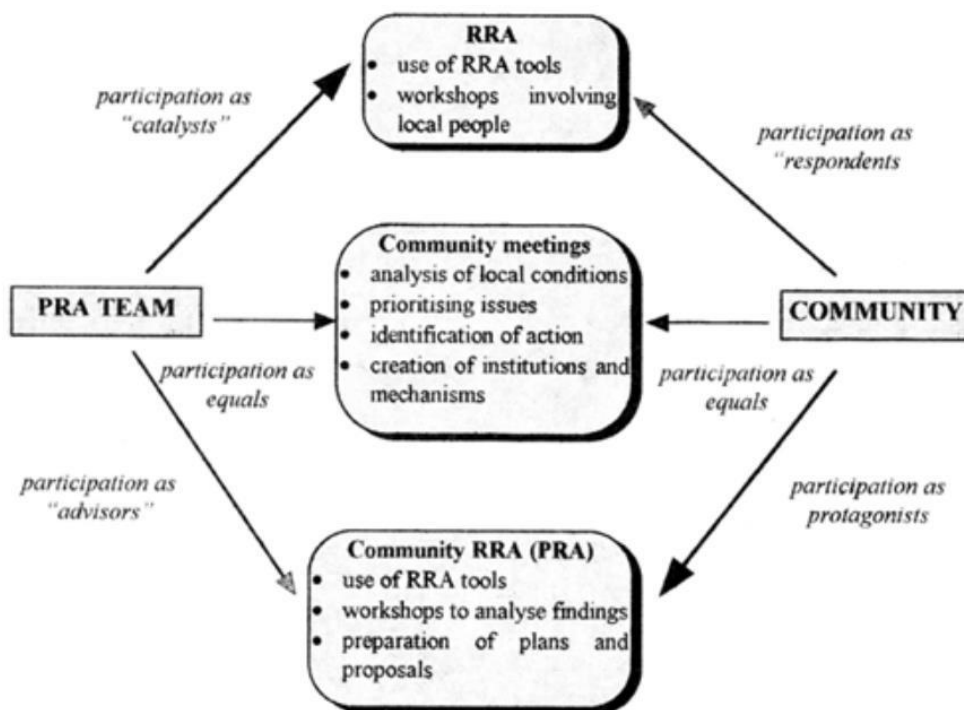 RRA
• use of RRA tools
• workshops involving
local people
participation as
"catalysts"
participation as
"respondents
Community meetings
• analysis of local conditions
• prioritising issues
• identification of action
• creation of institutions and
mechanisms
PRA TEAM
COMMUNITY
participation as
equals
participation as
equals
participation as
"advisors"
participation as
protagonists
Community RRA (PRA)
• use of RRA tools
• workshops to analyse findings
• preparation of plans and
proposals